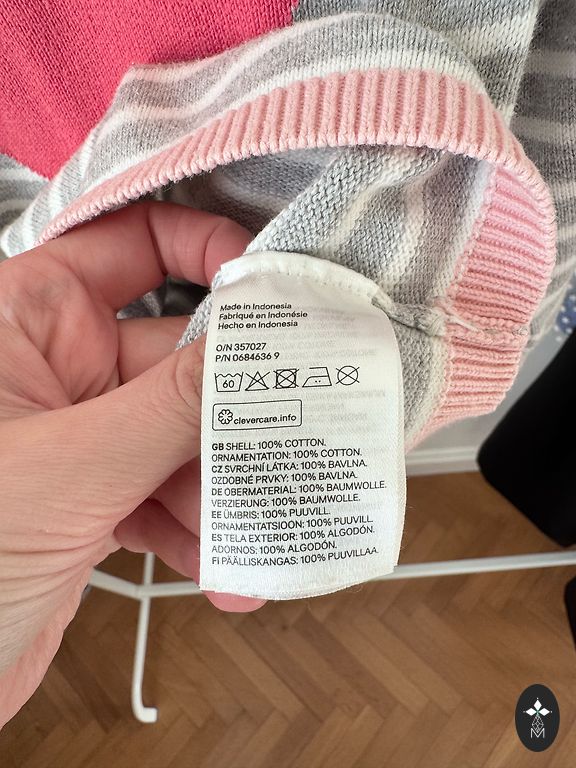 Made in Indonesia
Fabriqué en Indonésie
Hecho en Indonesia
O/N 357027
P/N 0684636 9
60
clevercare.info
GB SHELL: 100% COTTON.
ORNAMENTATION: 100% COTTON.
CZ SVRCHNÍ LÁTKA: 100% BAVLNA.
OZDOBNÉ PRVKY: 100% BAVLNA.
DE OBERMATERIAL: 100% BAUMWOLLE.
VERZIERUNG: 100% BAUMWOLLE.
EE ÜMBRIS: 100% PUUVILL.
ORNAMENTATSIOON: 100% PUUVILL.
ES TELA EXTERIOR: 100% ALGODÓN.
ADORNOS: 100% ALGODÓN.
FI PÄÄLLISKANGAS: 100% PUUVILLAA.
M